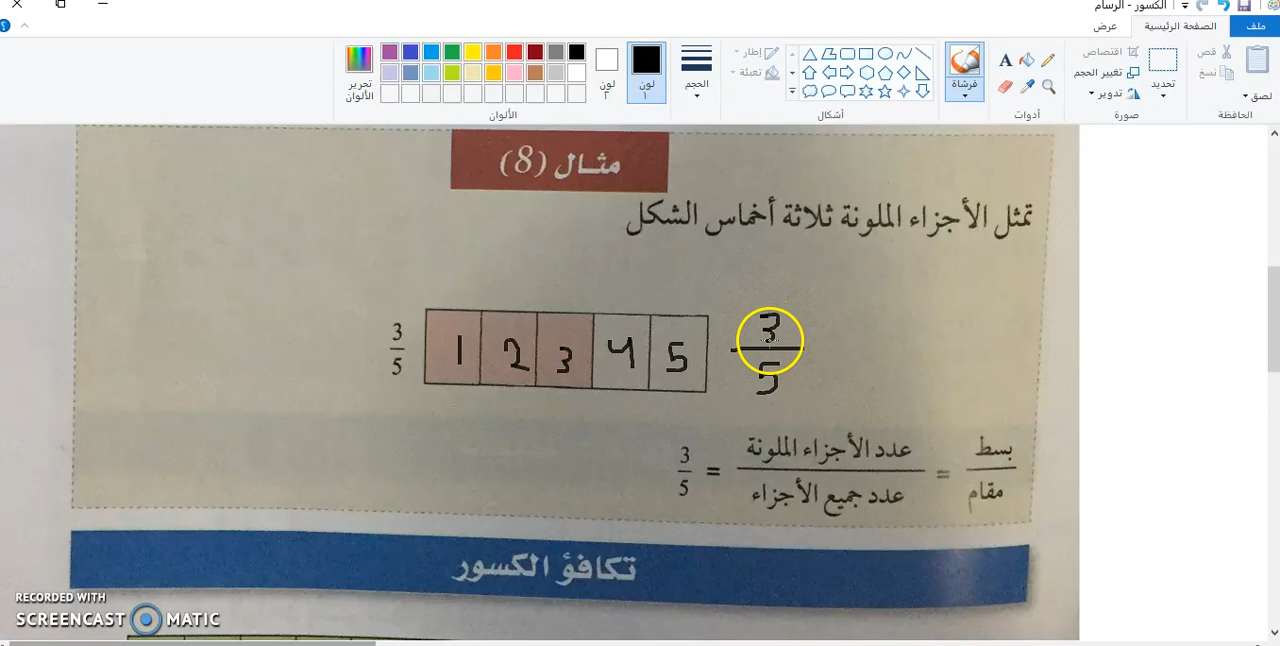 الكسور - الرسام
ملف
الصفحة الرئيسية
عرض
لصق
قص
نسخ
الحافظة
تحديد
اقتصاص
تغيير الحجم
تدوير
صورة
أدوات
فرشاة
إطار
تعبئة
أشكال
الحجم
لون ١
لون ٢
تحرير الألوان
الألوان
مثال (8)
تمثل الأجزاء الملونة ثلاثة أخماس الشكل
3/5
1 2 3 4 5
3/5
بسط / مقام = عدد الأجزاء الملونة / عدد جميع الأجزاء = 3/5
تكافؤ الكسور
RECORDED WITH
SCREENCAST MATIC